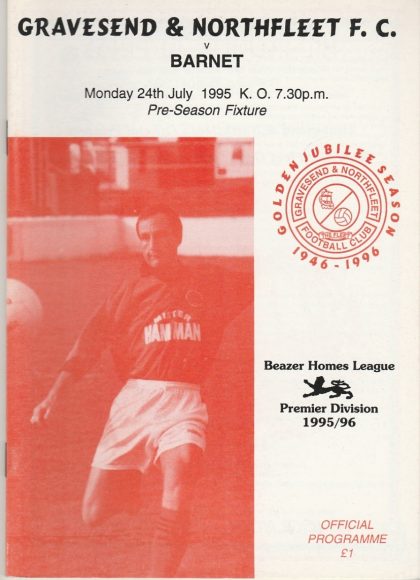 GRAVESEND & NORTHFLEET F. C.
v
BARNET
Monday 24th July 1995 K. O. 7.30p.m.
Pre-Season Fixture
GOLDEN JUBILEE SEASON
GRAVESEND & NORTHFLEET
FOOTBALL CLUB
1946 - 1996
HAMMAN
Beazer Homes League
Premier Division
1995/96
OFFICIAL
PROGRAMME
£1